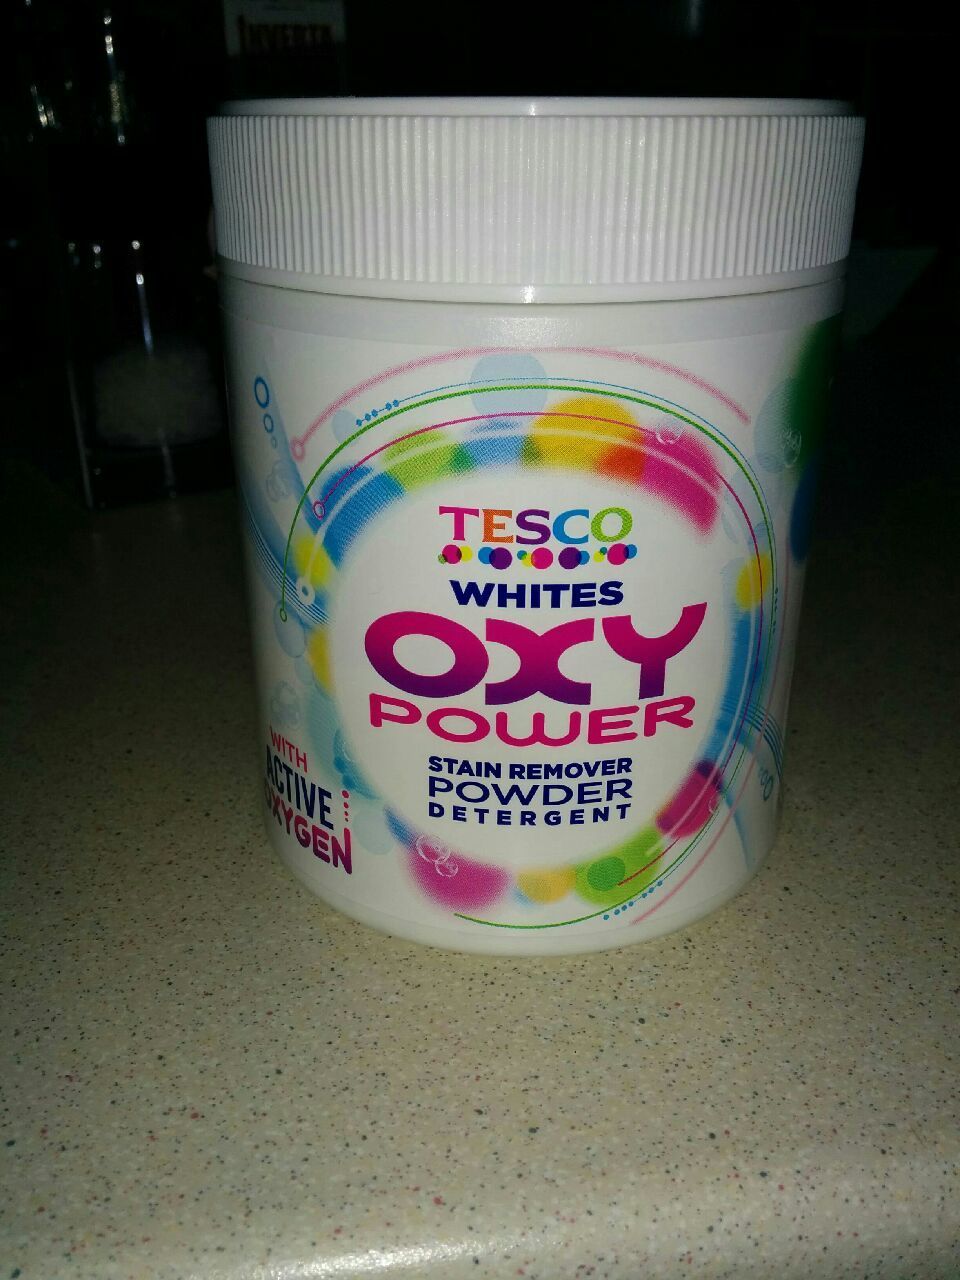 TESCO
WHITES
OXY
POWER
STAIN REMOVER
POWDER
DETERGENT
WITH
ACTIVE
OXYGEN